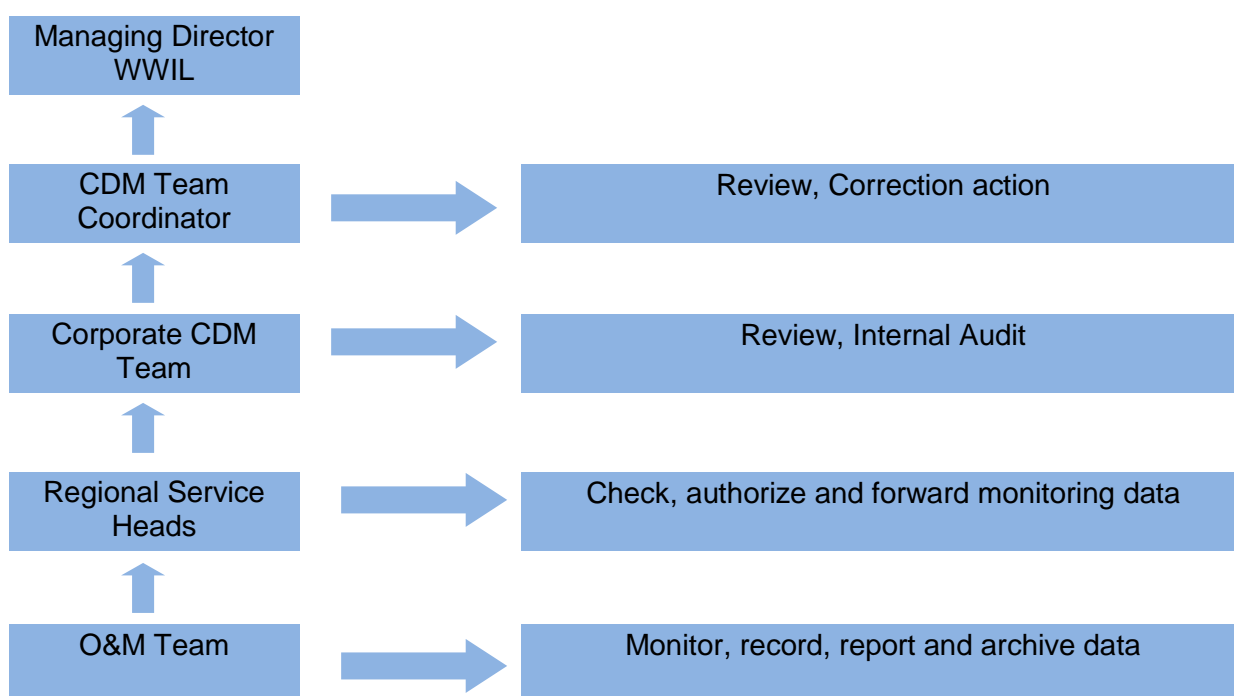 Managing Director
WWIL
CDM Team
Coordinator
Review, Correction action
Corporate CDM
Team
Review, Internal Audit
Regional Service
Heads
Check, authorize and forward monitoring data
O&M Team
Monitor, record, report and archive data